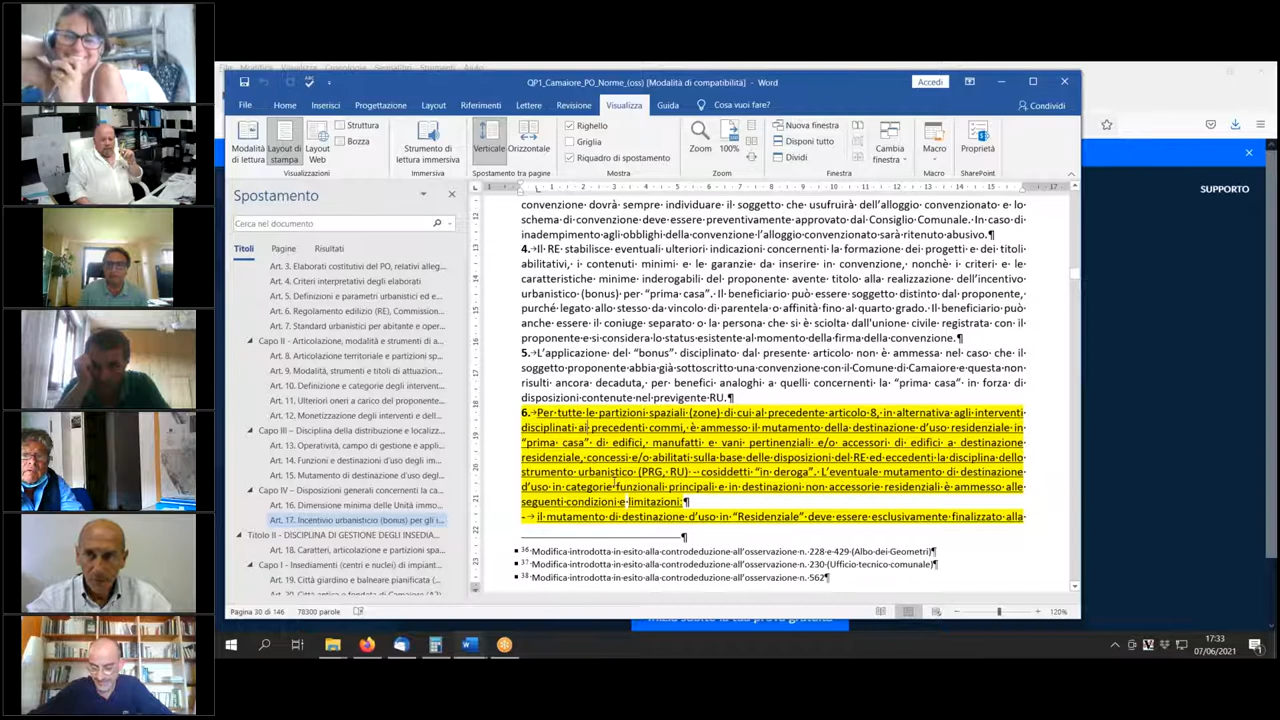 QP1_Camaiore_PO_Norme_(oss) [Modalità di compatibilità] - Word
Accedi
File Home Inserisci Progettazione Layout Riferimenti Lettere Revisione Visualizza Guida Cosa vuoi fare? Condividi
Modalità di lettura
Layout di stampa
Layout Web
Struttura
Bozza
Visualizzazioni
Strumento di lettura immersiva
Immersiva
Verticale
Orizzontale
Spostamento tra pagine
Righello
Griglia
Riquadro di spostamento
Mostra
Zoom
100%
Zoom
Nuova finestra
Disponi tutto
Dividi
Cambia finestra
Finestra
Macro
Macro
Proprietà
SharePoint
SUPPORTO
Spostamento
Cerca nel documento
Titoli Pagine Risultati
Art. 3. Elaborati costitutivi del PO, relativi alleg...
Art. 4. Criteri interpretativi degli elaborati
Art. 5. Definizioni e parametri urbanistici ed e...
Art. 6. Regolamento edilizio (RE), Commission...
Art. 7. Standard urbanistici per abitante e oper...
Capo II – Articolazione, modalità e strumenti di a...
Art. 8. Articolazione territoriale e partizioni sp...
Art. 9. Modalità, strumenti e titoli di attuazion...
Art. 10. Definizione e categorie degli intervent...
Art. 11. Ulteriori oneri a carico del proponente...
Art. 12. Monetizzazione degli interventi e dell...
Capo III – Disciplina della distribuzione e localizz...
Art. 13. Ambito, campo di gestione e applic...
Art. 14. Funzioni e destinazioni d'uso degli im...
Art. 15. Mutamento di destinazione d'uso deg...
Capo IV – Disposizioni generali concernenti la ca...
Art. 16. Dimensione minima delle Unità immo...
Art. 17. Incentivo urbanisticio (bonus) per gli i...
Titolo II - DISCIPLINA DI GESTIONE DEGLI INSEDIA...
Art. 18. Caratteri, articolazione e partizioni spa...
Capo I - Insediamenti (centri e nuclei) di impiant...
Art. 19. Città giardino e balneare pianificata (...
convenzione dovrà sempre individuare il soggetto che usufruirà dell'alloggio convenzionato e lo
schema di convenzione deve essere preventivamente approvato dal Consiglio Comunale. In caso di
inadempimento agli obblighi della convenzione l'alloggio convenzionato sarà ritenuto abusivo.¶
4. Il RE stabilisce eventuali ulteriori indicazioni concernenti la formazione dei progetti e dei titoli
abilitativi, i contenuti minimi e le garanzie da inserire in convenzione, nonchè i criteri e le
caratteristiche minime inderogabili del proponente avente titolo alla realizzazione dell'incentivo
urbanistico (bonus) per "prima casa". Il beneficiario può essere soggetto distinto dal proponente,
purché legato allo stesso da vincolo di parentela o affinità fino al quarto grado. Il beneficiario può
anche essere il coniuge separato o la persona che si è sciolta dall'unione civile registrata con il
proponente e si considera lo status esistente al momento della firma della convenzione.¶
5. L'applicazione del "bonus" disciplinato dal presente articolo non è ammessa nel caso che il
soggetto proponente abbia già sottoscritto una convenzione con il Comune di Camaiore e questa non
risulti ancora decaduta, per benefici analoghi a quelli concernenti la "prima casa" in forza di
disposizioni contenute nel previgente RU.¶
6. Per tutte le partizioni spaziali (zone) di cui al precedente articolo 8, in alternativa agli interventi
disciplinati ai precedenti commi, è ammesso il mutamento della destinazione d'uso residenziale in
"prima casa" di edifici, manufatti e vani pertinenziali e/o accessori di edifici a destinazione
residenziale, concessi e/o abilitati sulla base delle disposizioni del RE ed eccedenti la disciplina dello
strumento urbanistico (PRG, RU) - cosiddetti "in deroga". L'eventuale mutamento di destinazione
d'uso in categorie funzionali principali e in destinazioni non accessorie residenziali è ammesso alle
seguenti condizioni e limitazioni:¶
- il mutamento di destinazione d'uso in "Residenziale" deve essere esclusivamente finalizzato alla
36 Modifica introdotta in esito alla controdeduzione all'osservazione n. 228 e 429 (Albo dei Geometri)¶
37 Modifica introdotta in esito alla controdeduzione all'osservazione n. 230 (Ufficio tecnico comunale)¶
38 Modifica introdotta in esito alla controdeduzione all'osservazione n. 562¶
Pagina 30 di 146 78300 parole
120%
17:33
07/06/2021